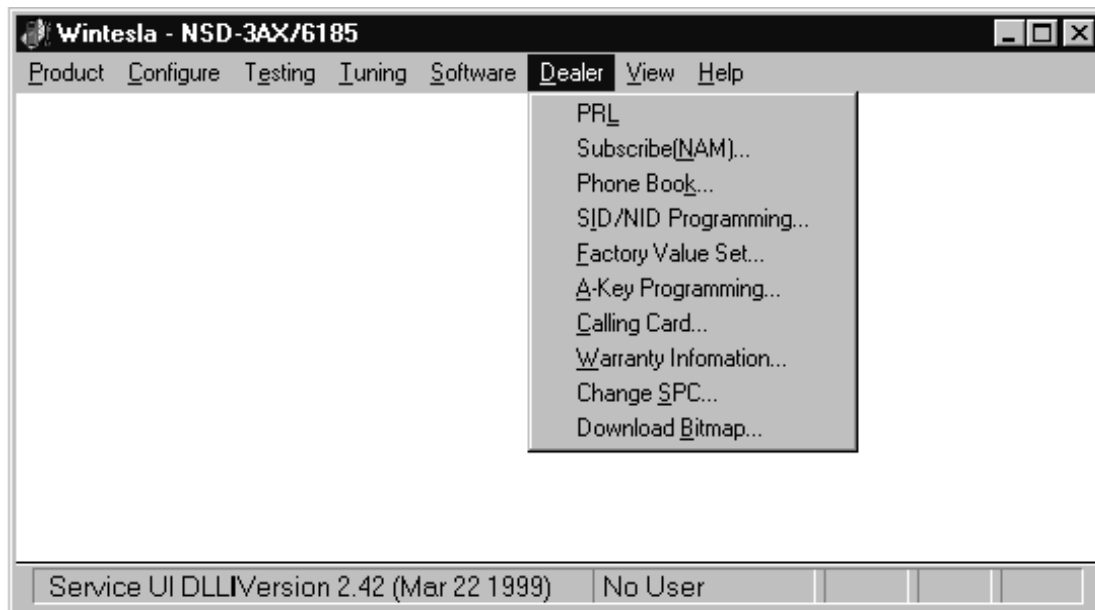 Wintesla - NSD-3AX/6185
Product Configure Testing Tuning Software Dealer View Help
PRL
Subscribe(NAM)...
Phone Book...
SID/NID Programming...
Factory Value Set...
A-Key Programming...
Calling Card...
Warranty Infomation...
Change SPC...
Download Bitmap...
Service UI DLLIVersion 2.42 (Mar 22 1999) No User